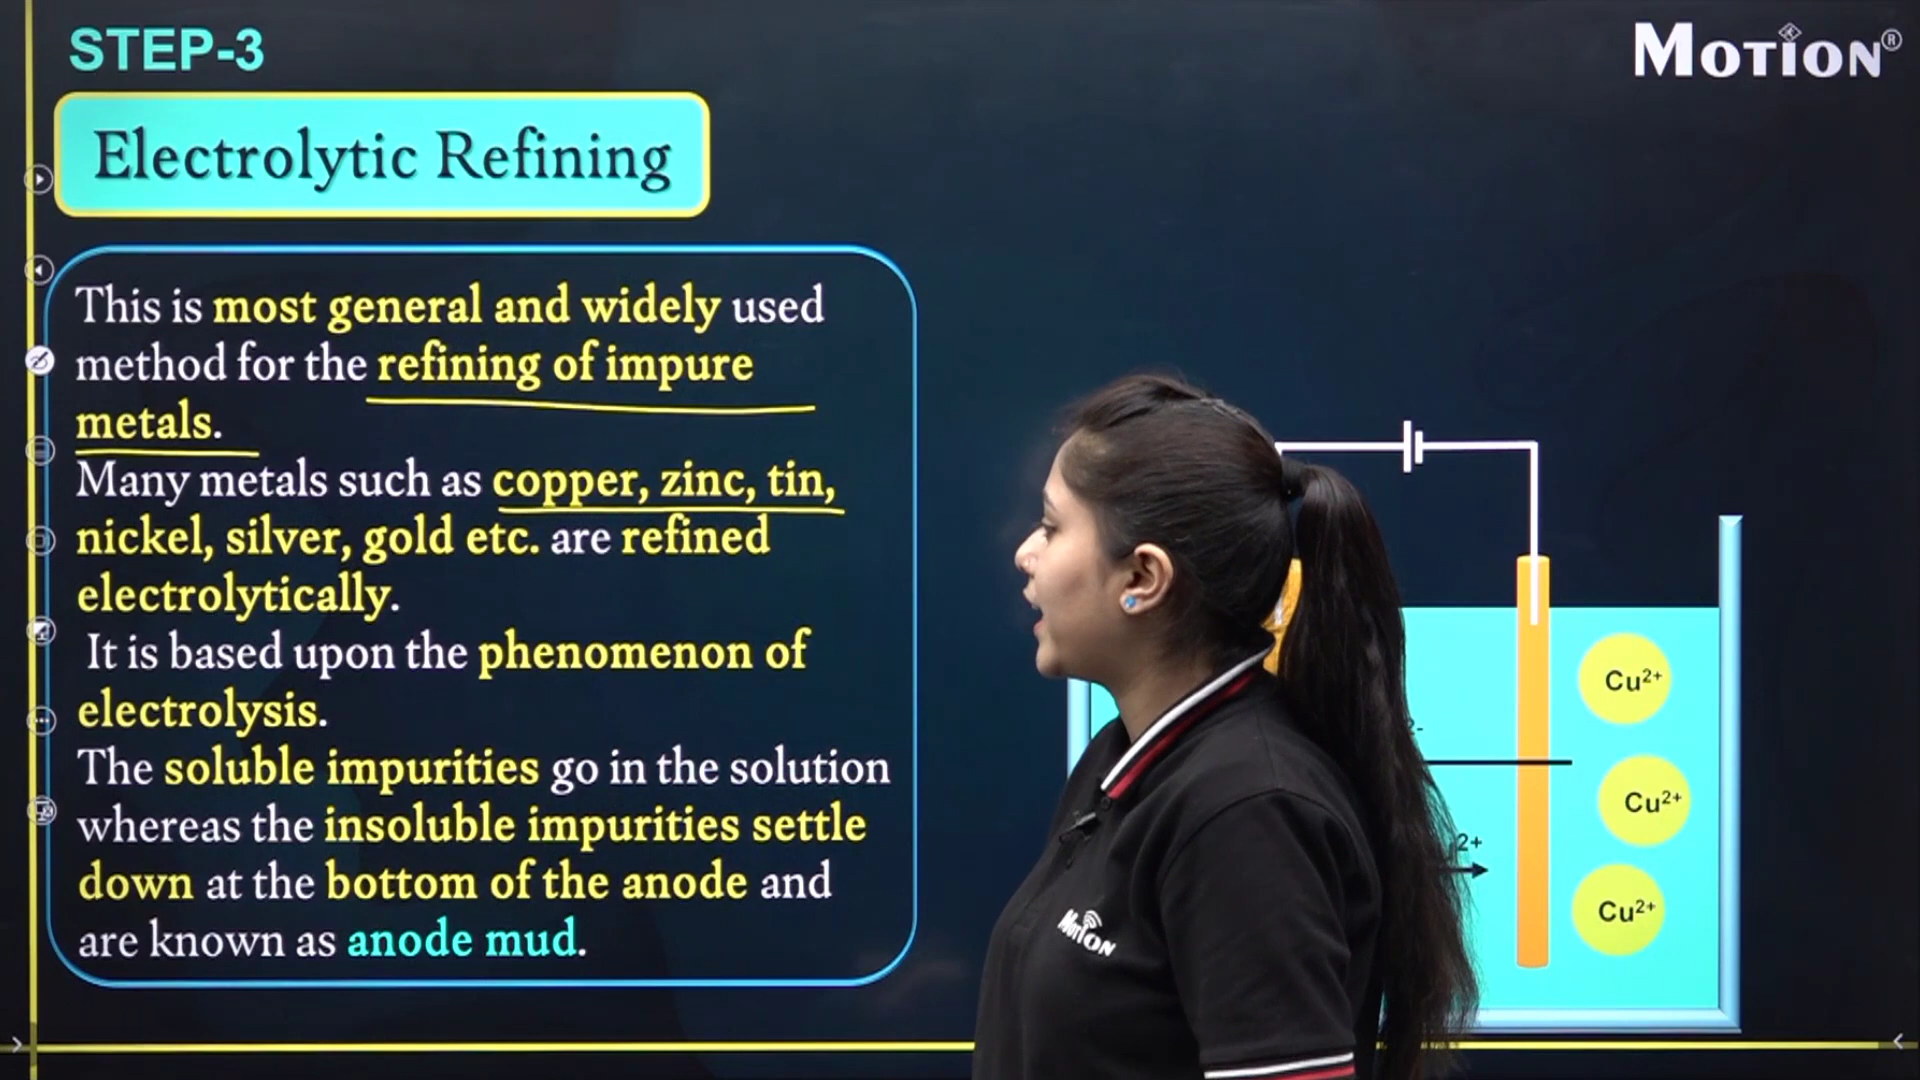 STEP-3
MOTION®
Electrolytic Refining
This is most general and widely used
method for the refining of impure
metals.
Many metals such as copper, zinc, tin,
nickel, silver, gold etc. are refined
electrolytically.
It is based upon the phenomenon of
electrolysis.
The soluble impurities go in the solution
whereas the insoluble impurities settle
down at the bottom of the anode and
are known as anode mud.
Cu²⁺
Cu²⁺
2+
Cu²⁺
MOTION